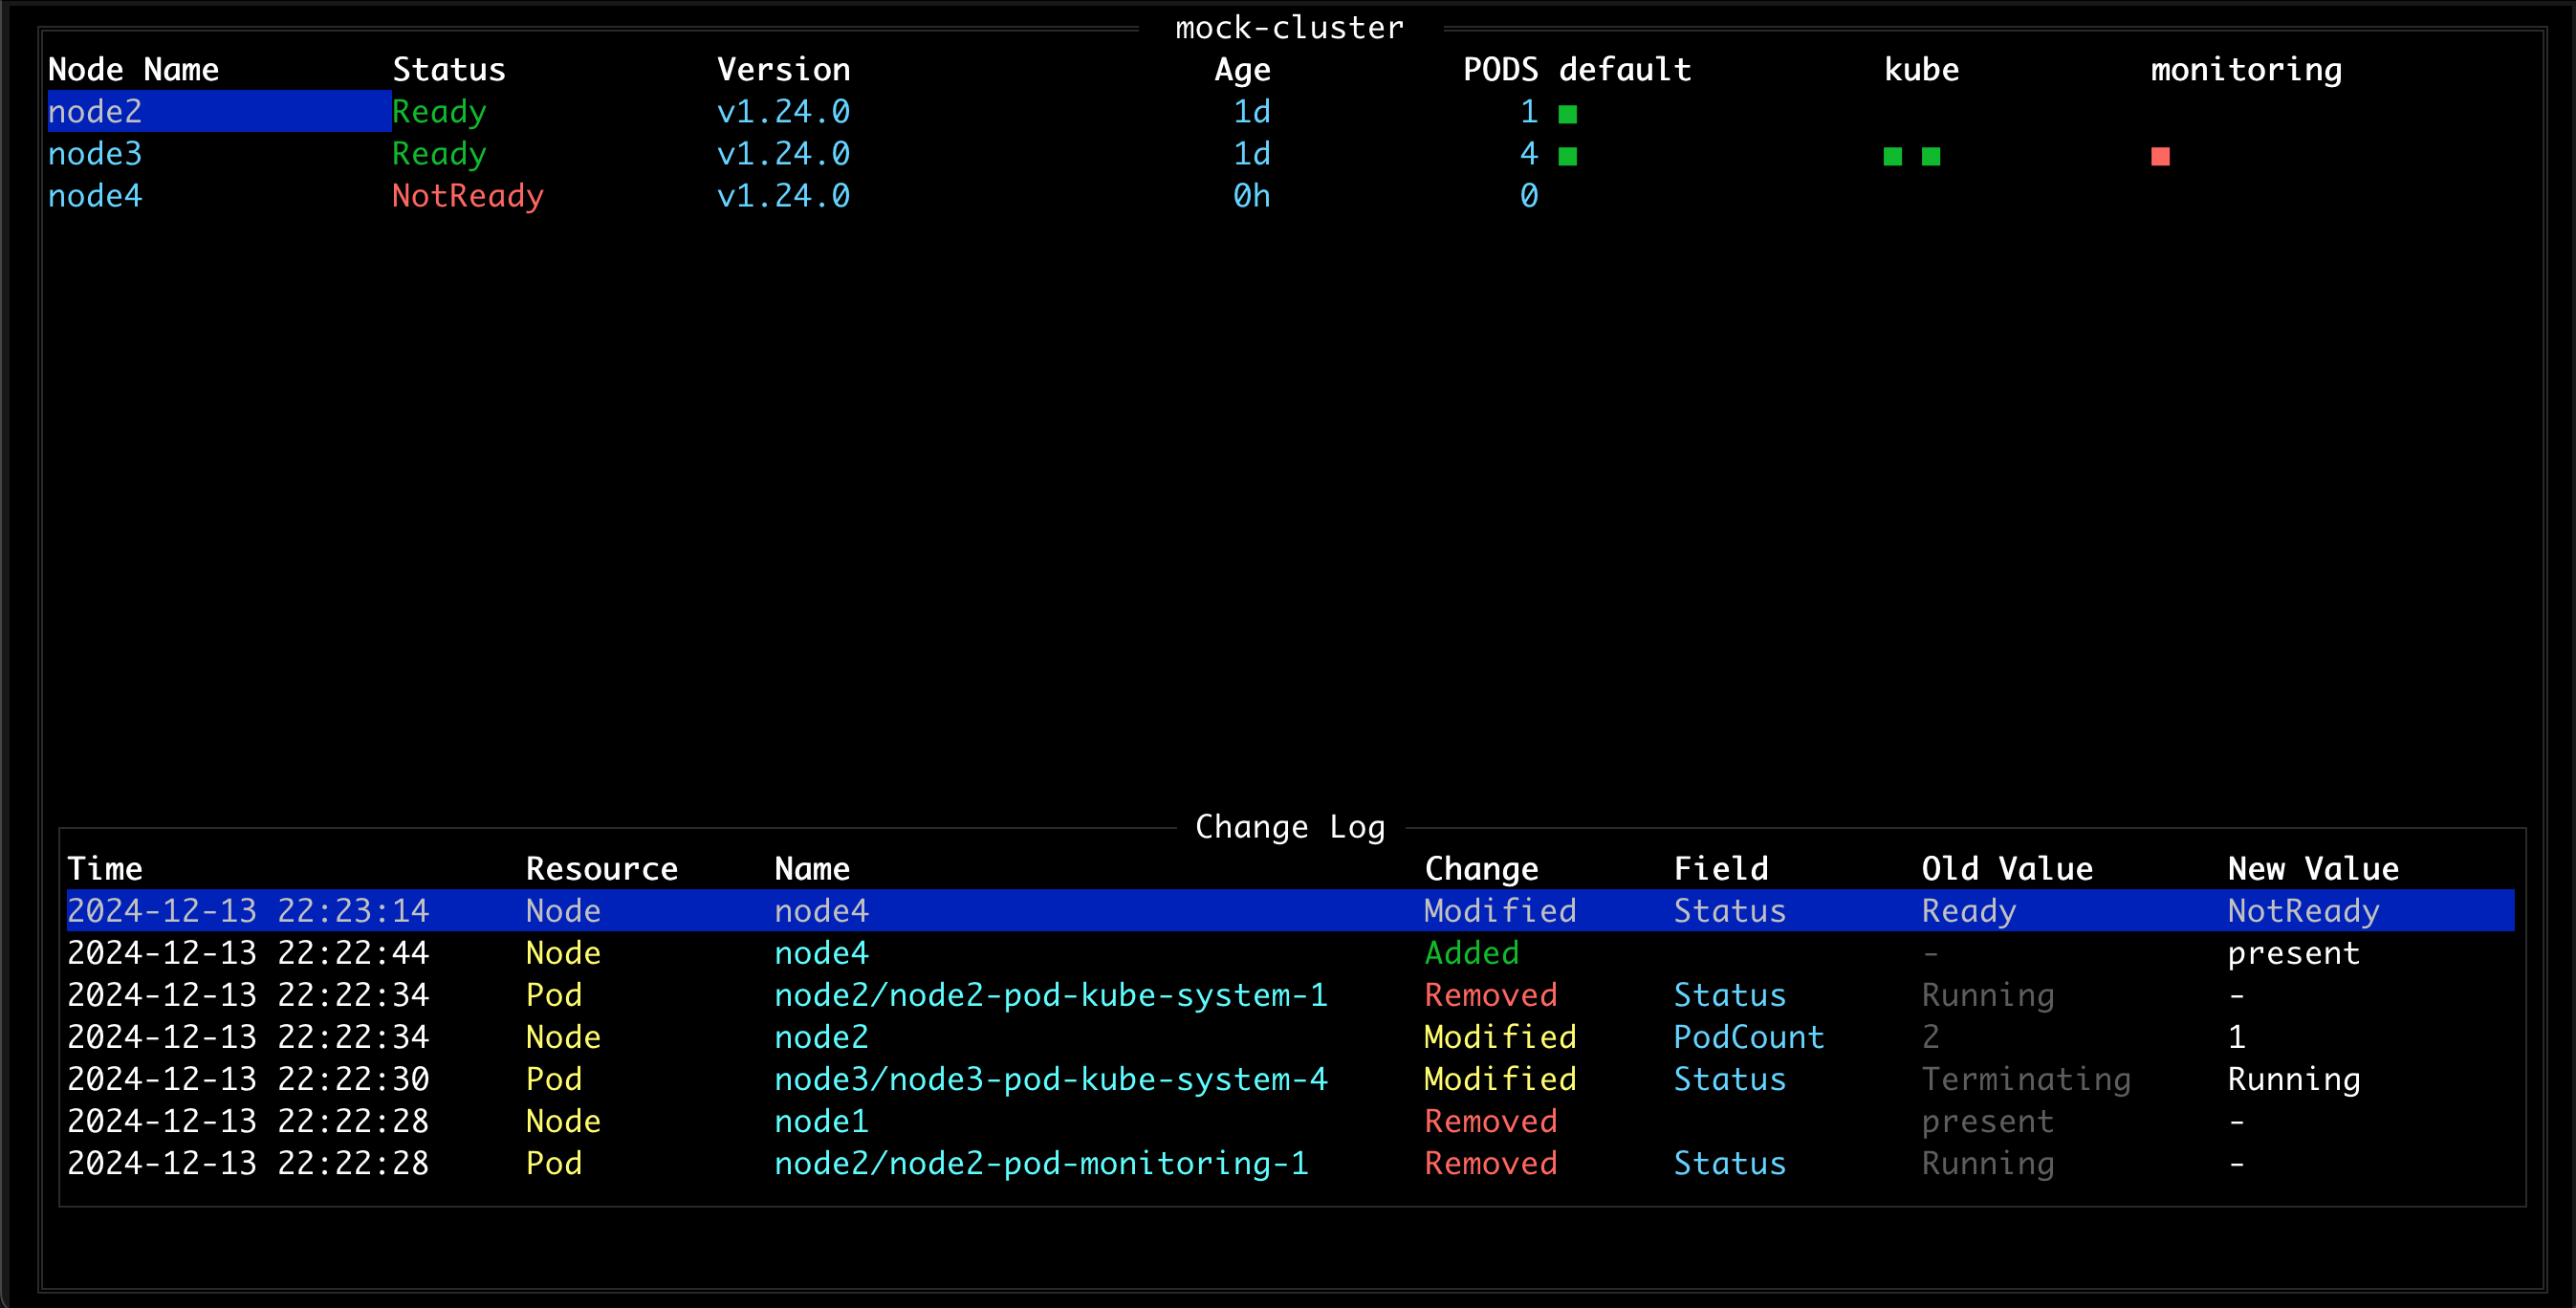 mock-cluster
Node Name Status Version Age PODS default kube monitoring
node2 Ready v1.24.0 1d 1 ■
node3 Ready v1.24.0 1d 4 ■ ■ ■ ■
node4 NotReady v1.24.0 0h 0
Change Log
Time Resource Name Change Field Old Value New Value
2024-12-13 22:23:14 Node node4 Modified Status Ready NotReady
2024-12-13 22:22:44 Node node4 Added - present
2024-12-13 22:22:34 Pod node2/node2-pod-kube-system-1 Removed Status Running -
2024-12-13 22:22:34 Node node2 Modified PodCount 2 1
2024-12-13 22:22:30 Pod node3/node3-pod-kube-system-4 Modified Status Terminating Running
2024-12-13 22:22:28 Node node1 Removed present -
2024-12-13 22:22:28 Pod node2/node2-pod-monitoring-1 Removed Status Running -